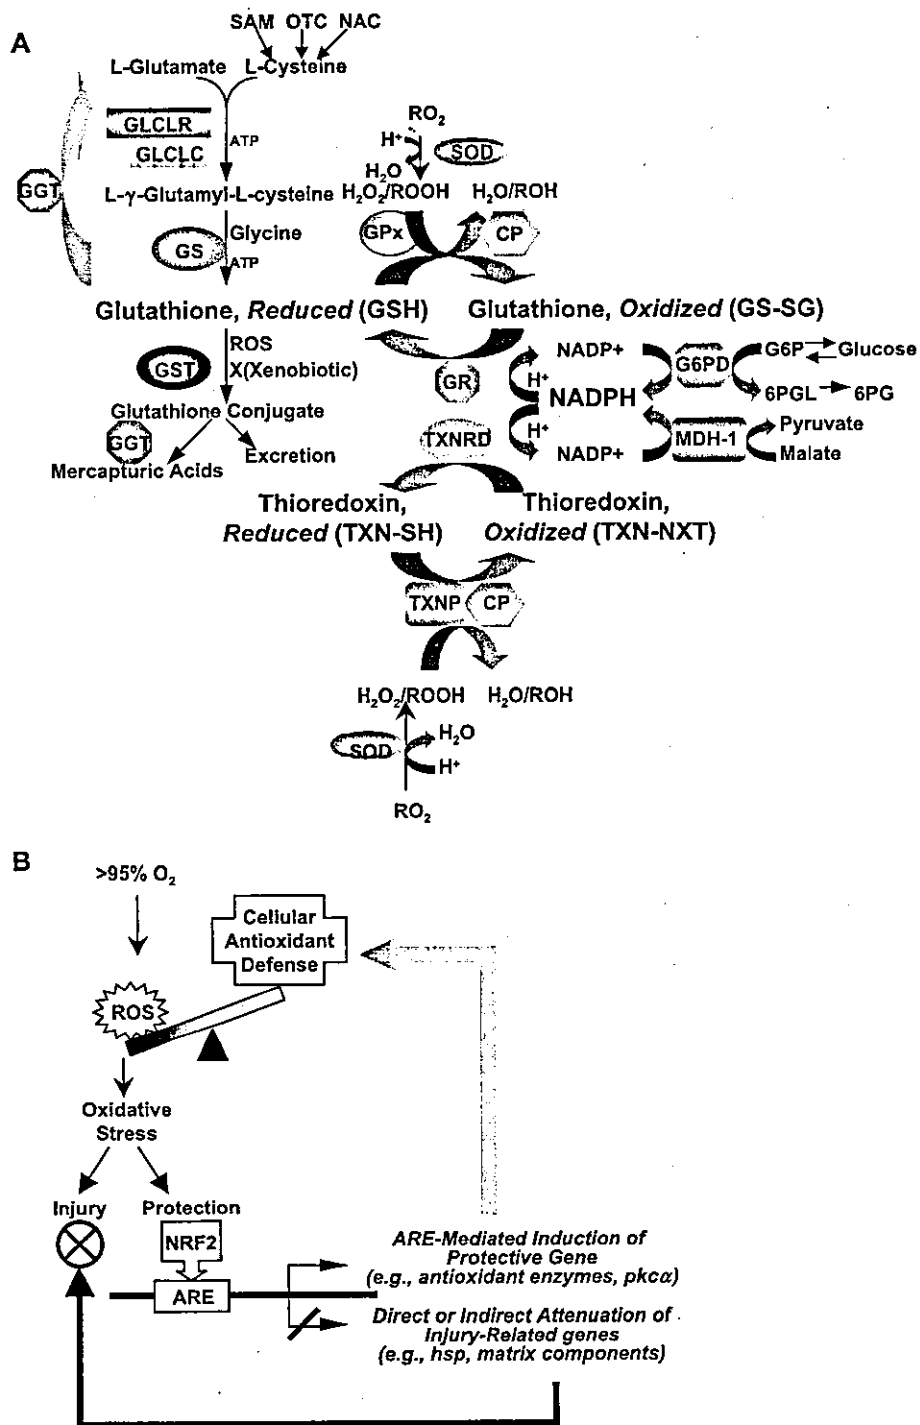 A
SAM OTC NAC
L-Glutamate L-Cysteine
GLCLR
ATP
GLCLC
GGT
L-γ-Glutamyl-L-cysteine
Glycine
GS
ATP
RO₂
H⁺
SOD
H₂O
H₂O₂/ROOH H₂O/ROH
GPx
CP
Glutathione, Reduced (GSH)
Glutathione, Oxidized (GS-SG)
ROS
X(Xenobiotic)
GST
Glutathione Conjugate
GGT
Mercapturic Acids
Excretion
GR
H⁺
NADP+
NADPH
G6PD
G6P
Glucose
6PGL
6PG
TXNRD
H⁺
NADP+
MDH-1
Pyruvate
Malate
Thioredoxin,
Reduced (TXN-SH)
Thioredoxin,
Oxidized (TXN-NXT)
TXNP
CP
H₂O₂/ROOH H₂O/ROH
SOD
H₂O
H⁺
RO₂
B
>95% O₂
Cellular
Antioxidant
Defense
ROS
Oxidative
Stress
Injury
Protection
NRF2
ARE
ARE-Mediated Induction of
Protective Gene
(e.g., antioxidant enzymes, pkcα)
Direct or Indirect Attenuation of
Injury-Related genes
(e.g., hsp, matrix components)